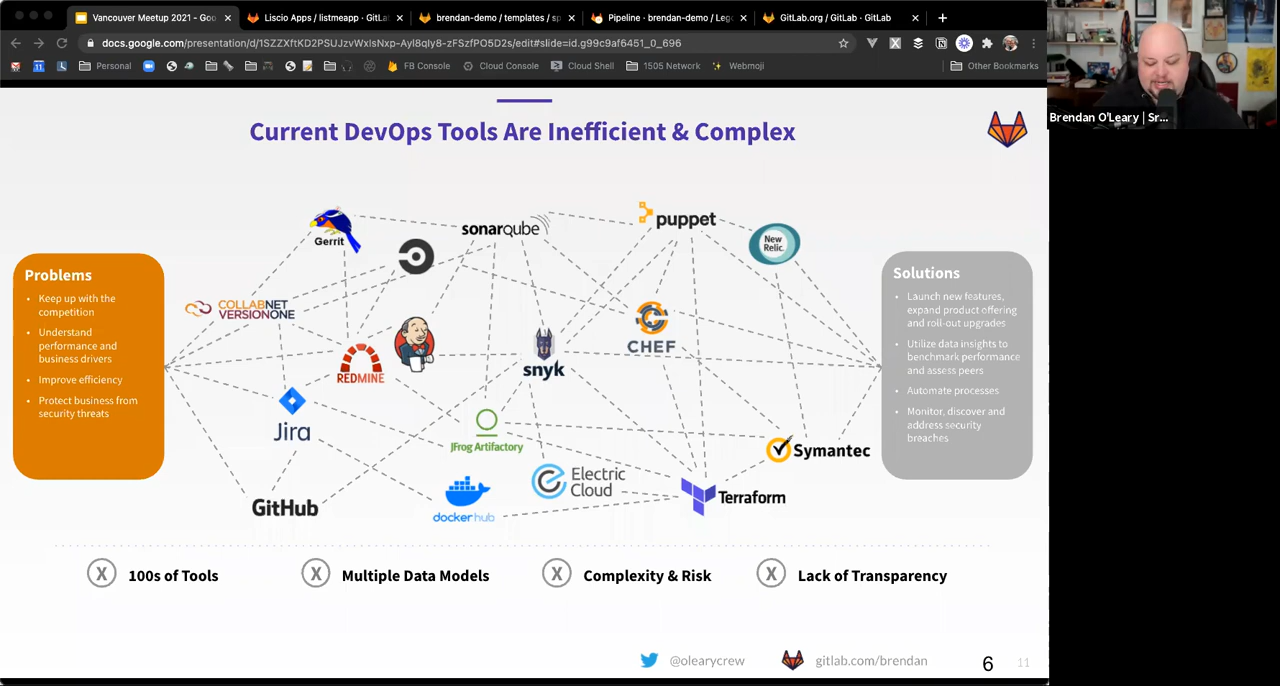 Vancouver Meetup 2021 - Goo
Liscio Apps / listmeapp · GitLa
brendan-demo / templates / sp
Pipeline · brendan-demo / Leg
GitLab.org / GitLab · GitLab
docs.google.com/presentation/d/1SZZXftKD2PSUJzvWxIsNxp-Ayl8qIy8-zFSzfPO5D2s/edit#slide=id.g99c9af6451_0_696
Personal
FB Console
Cloud Console
Cloud Shell
1505 Network
Webmoji
Other Bookmarks
Brendan O'Leary | Sr...
Current DevOps Tools Are Inefficient & Complex
Problems
• Keep up with the
competition
• Understand
performance and
business drivers
• Improve efficiency
• Protect business from
security threats
Gerrit
sonarqube
puppet
New
Relic.
COLLABNET
VERSIONONE
CHEF
REDMINE
snyk
Jira
JFrog Artifactory
Symantec
Electric
Cloud
GitHub
docker hub
Terraform
Solutions
• Launch new features,
expand product offering
and roll-out upgrades
• Utilize data insights to
benchmark performance
and assess peers
• Automate processes
• Monitor, discover and
address security
breaches
X 100s of Tools
X Multiple Data Models
X Complexity & Risk
X Lack of Transparency
@olearycrew
gitlab.com/brendan
6
11